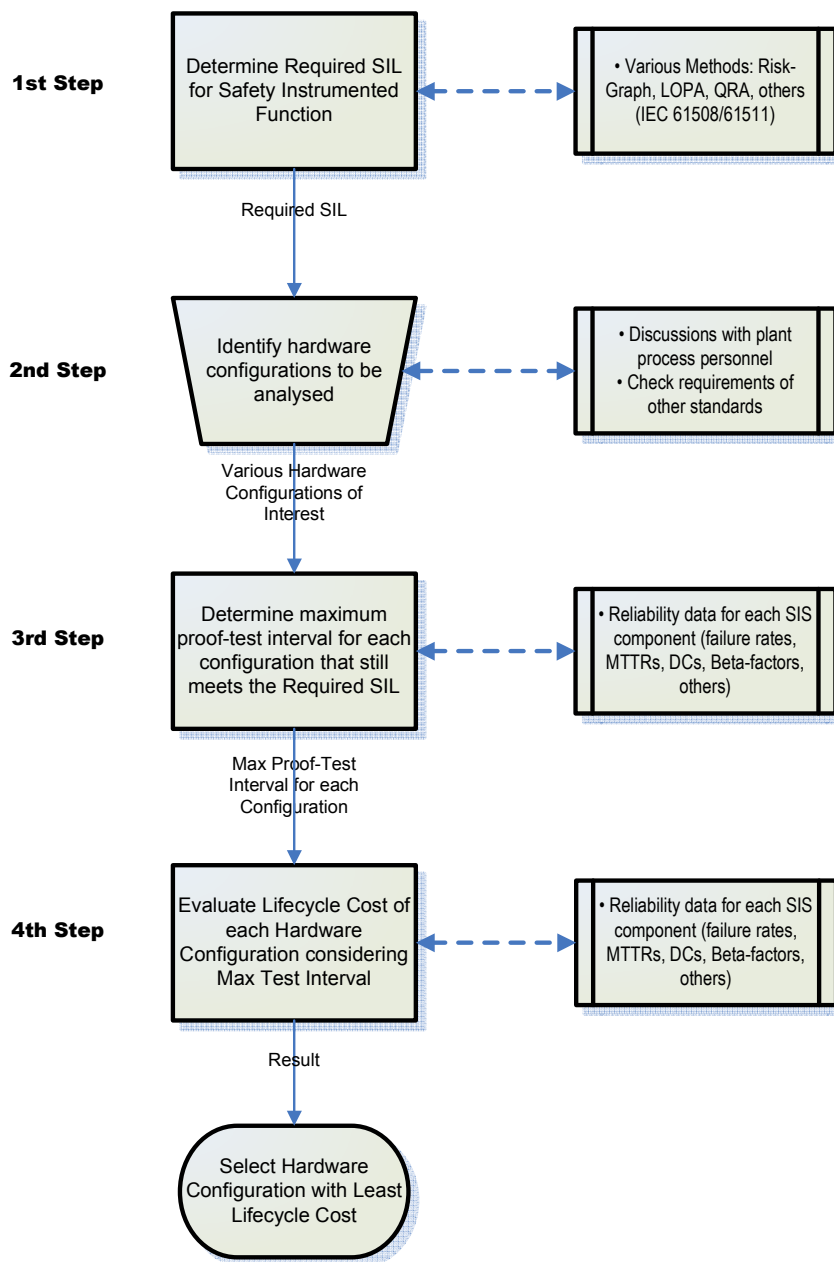 1st Step
Determine Required SIL
for Safety Instrumented
Function
• Various Methods: Risk-
Graph, LOPA, QRA, others
(IEC 61508/61511)
Required SIL
2nd Step
Identify hardware
configurations to be
analysed
• Discussions with plant
process personnel
• Check requirements of
other standards
Various Hardware
Configurations of
Interest
3rd Step
Determine maximum
proof-test interval for each
configuration that still
meets the Required SIL
• Reliability data for each SIS
component (failure rates,
MTTRs, DCs, Beta-factors,
others)
Max Proof-Test
Interval for each
Configuration
4th Step
Evaluate Lifecycle Cost of
each Hardware
Configuration considering
Max Test Interval
• Reliability data for each SIS
component (failure rates,
MTTRs, DCs, Beta-factors,
others)
Result
Select Hardware
Configuration with Least
Lifecycle Cost